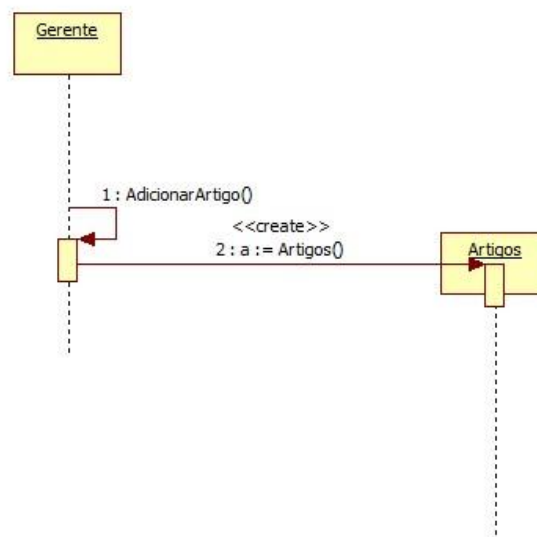 Gerente
1 : AdicionarArtigo()
<<create>>
2 : a := Artigos()
Artigos